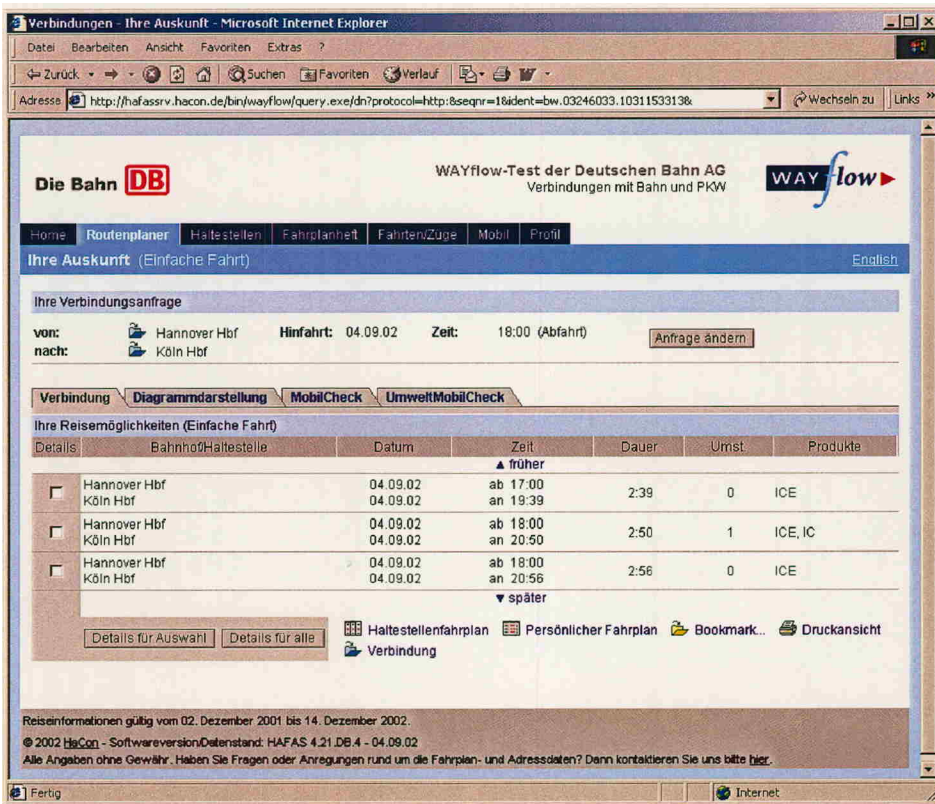 Verbindungen - Ihre Auskunft - Microsoft Internet Explorer
Datei Bearbeiten Ansicht Favoriten Extras ?
Zurück Suchen Favoriten Verlauf
Adresse http://hafassrv.hacon.de/bin/wayflow/query.exe/dn?protocol=http:&seqnr=1&ident=bw.03246033.1031153313& Wechseln zu Links »
Die Bahn DB
WAYflow-Test der Deutschen Bahn AG
Verbindungen mit Bahn und PKW
WAYflow
Home Routenplaner Haltestellen Fahrplanheft Fahrten/Züge Mobil Profil
Ihre Auskunft (Einfache Fahrt) English
Ihre Verbindungsanfrage
von: Hannover Hbf Hinfahrt: 04.09.02 Zeit: 18:00 (Abfahrt) Anfrage ändern
nach: Köln Hbf
Verbindung Diagrammdarstellung MobilCheck UmweltMobilCheck
Ihre Reisemöglichkeiten (Einfache Fahrt)
Details Bahnhof/Haltestelle Datum Zeit Dauer Umst. Produkte
▲ früher
Hannover Hbf 04.09.02 ab 17:00
Köln Hbf 04.09.02 an 19:39 2:39 0 ICE
Hannover Hbf 04.09.02 ab 18:00
Köln Hbf 04.09.02 an 20:50 2:50 1 ICE, IC
Hannover Hbf 04.09.02 ab 18:00
Köln Hbf 04.09.02 an 20:56 2:56 0 ICE
▼ später
Details für Auswahl Details für alle Haltestellenfahrplan Persönlicher Fahrplan Bookmark... Druckansicht
Verbindung
Reiseinformationen gültig vom 02. Dezember 2001 bis 14. Dezember 2002.
© 2002 HaCon - Softwareversion/Datenstand: HAFAS 4.21.DB.4 - 04.09.02
Alle Angaben ohne Gewähr. Haben Sie Fragen oder Anregungen rund um die Fahrplan- und Adressdaten? Dann kontaktieren Sie uns bitte hier.
Fertig Internet